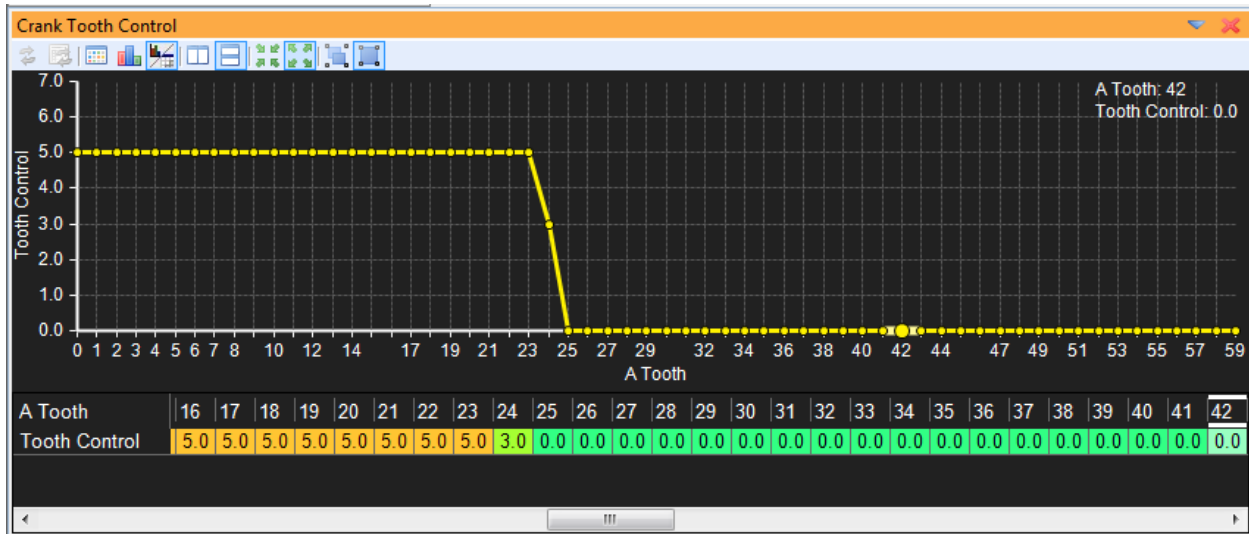 Crank Tooth Control
A Tooth: 42
Tooth Control: 0.0
7.0
6.0
5.0
4.0
3.0
2.0
1.0
0.0
Tooth Control
0 1 2 3 4 5 6 7 8 10 12 14 17 19 21 23 25 27 29 32 34 36 38 40 42 44 47 49 51 53 55 57 59
A Tooth
A Tooth 16 17 18 19 20 21 22 23 24 25 26 27 28 29 30 31 32 33 34 35 36 37 38 39 40 41 42
Tooth Control 5.0 5.0 5.0 5.0 5.0 5.0 5.0 5.0 3.0 0.0 0.0 0.0 0.0 0.0 0.0 0.0 0.0 0.0 0.0 0.0 0.0 0.0 0.0 0.0 0.0 0.0 0.0